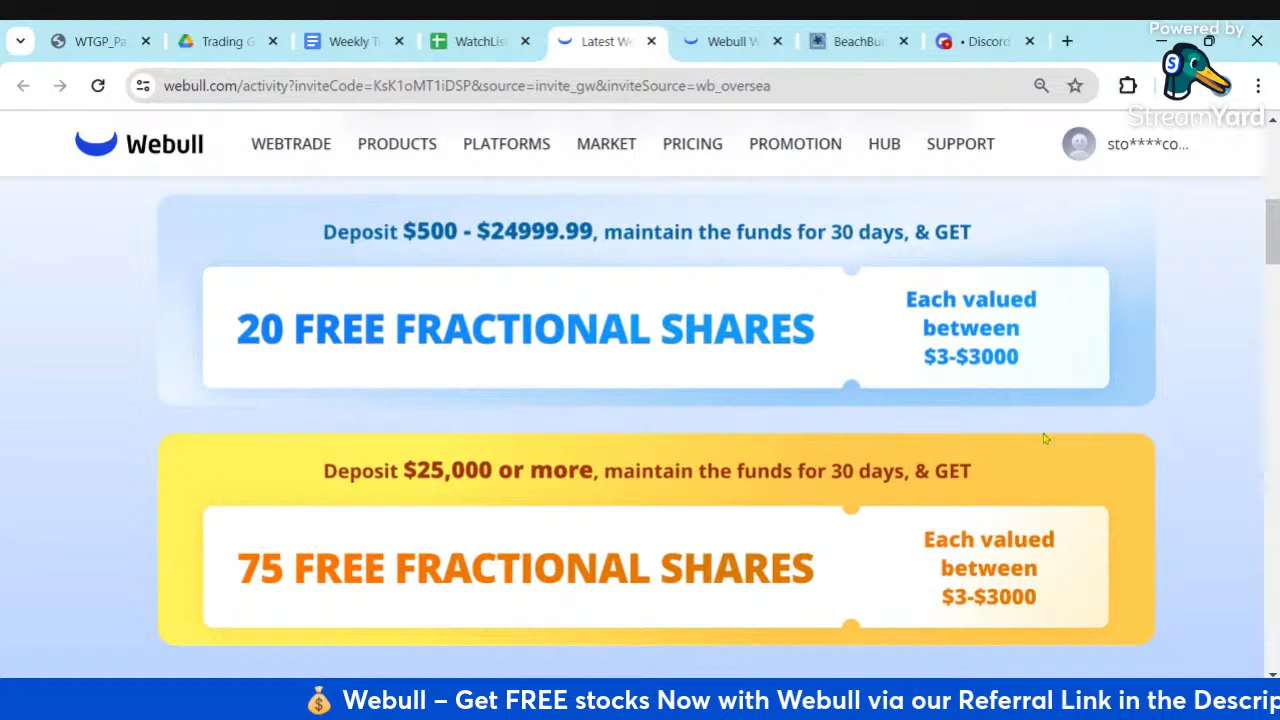 Powered by
WTGP_Pa
Trading G
Weekly T
WatchLis
Latest We
Webull W
BeachBu
• Discord
StreamYard
webull.com/activity?inviteCode=KsK1oMT1iDSR&source=invite_gw&inviteSource=wb_oversea
Webull
WEBTRADE
PRODUCTS
PLATFORMS
MARKET
PRICING
PROMOTION
HUB
SUPPORT
sto****co...
Deposit $500 - $24999.99, maintain the funds for 30 days, & GET
20 FREE FRACTIONAL SHARES
Each valued
between
$3-$3000
Deposit $25,000 or more, maintain the funds for 30 days, & GET
75 FREE FRACTIONAL SHARES
Each valued
between
$3-$3000
💰 Webull – Get FREE stocks Now with Webull via our Referral Link in the Descrip